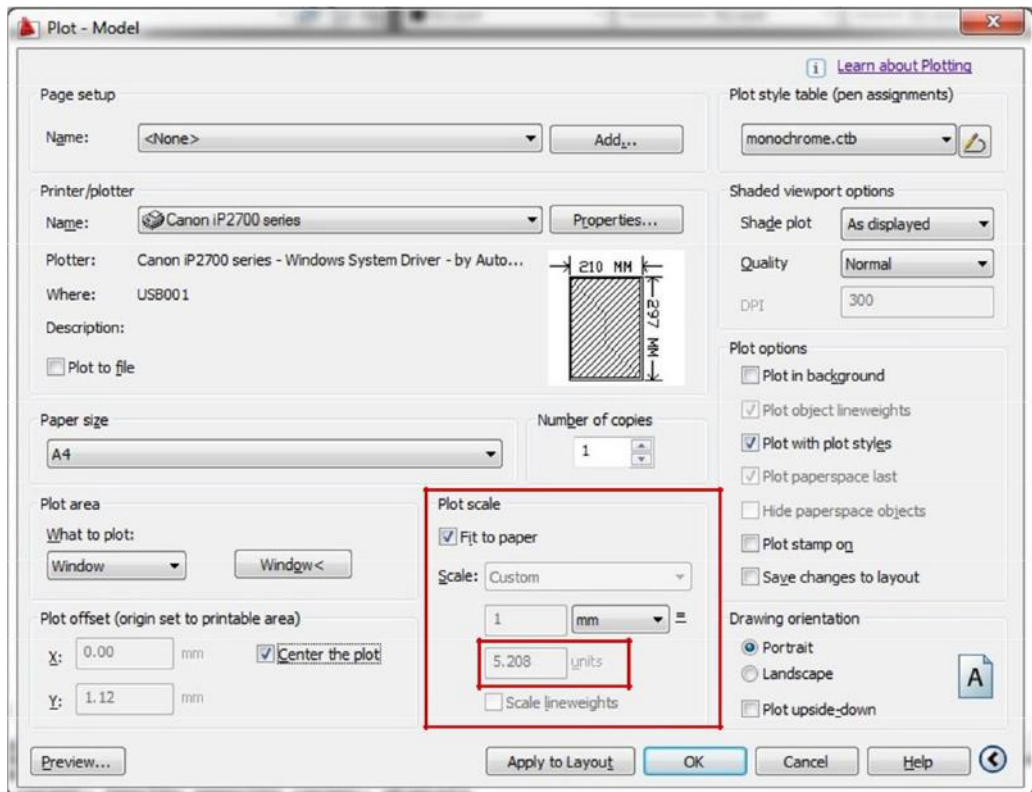 Plot - Model
Learn about Plotting
Page setup
Name: <None> Add...
Plot style table (pen assignments)
monochrome.ctb
Printer/plotter
Name: Canon iP2700 series Properties...
Plotter: Canon iP2700 series - Windows System Driver - by Auto...
Where: USB001
Description:
Plot to file
210 MM
297 MM
Shaded viewport options
Shade plot As displayed
Quality Normal
DPI 300
Paper size
A4
Number of copies
1
Plot options
Plot in background
Plot object lineweights
Plot with plot styles
Plot paperspace last
Hide paperspace objects
Plot stamp on
Save changes to layout
Plot area
What to plot:
Window Window<
Plot scale
Fit to paper
Scale: Custom
1 mm =
5.208 units
Scale lineweights
Plot offset (origin set to printable area)
X: 0.00 mm Center the plot
Y: 1.12 mm
Drawing orientation
Portrait
Landscape
Plot upside-down
A
Preview... Apply to Layout OK Cancel Help